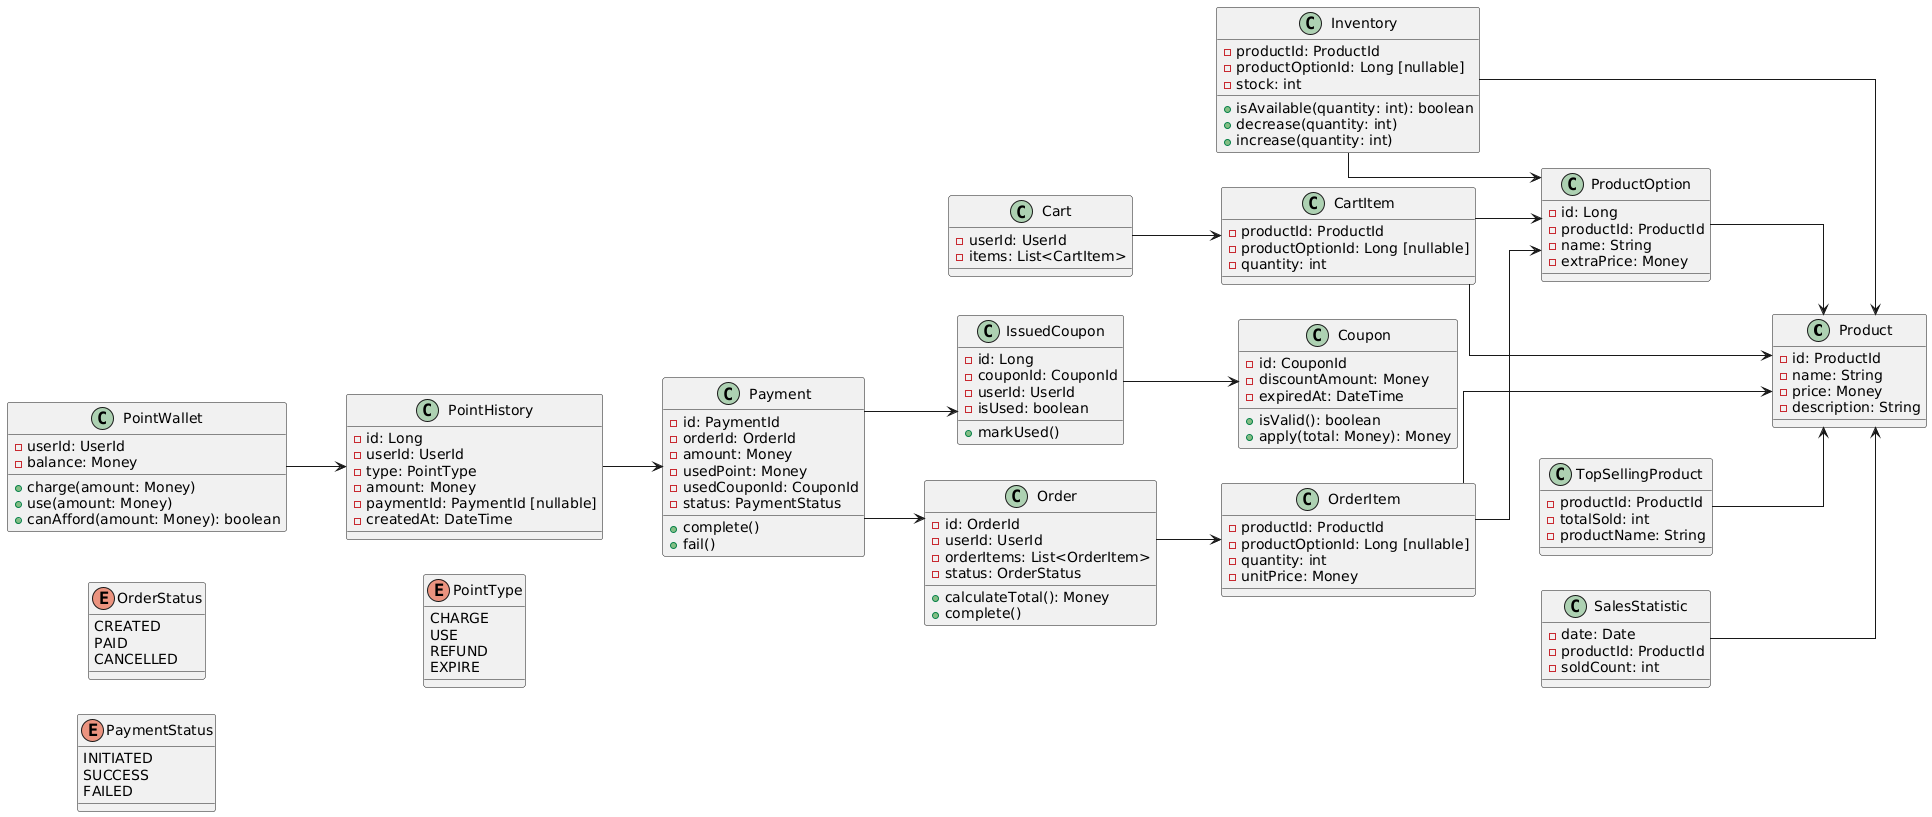 C Inventory
productId: ProductId
productOptionId: Long [nullable]
stock: int
isAvailable(quantity: int): boolean
decrease(quantity: int)
increase(quantity: int)
C ProductOption
id: Long
productId: ProductId
name: String
extraPrice: Money
C Cart
userId: UserId
items: List<CartItem>
C CartItem
productId: ProductId
productOptionId: Long [nullable]
quantity: int
C IssuedCoupon
id: Long
couponId: CouponId
userId: UserId
isUsed: boolean
markUsed()
C Coupon
id: CouponId
discountAmount: Money
expiredAt: DateTime
isValid(): boolean
apply(total: Money): Money
C Product
id: ProductId
name: String
price: Money
description: String
C PointWallet
userId: UserId
balance: Money
charge(amount: Money)
use(amount: Money)
canAfford(amount: Money): boolean
C PointHistory
id: Long
userId: UserId
type: PointType
amount: Money
paymentId: PaymentId [nullable]
createdAt: DateTime
C Payment
id: PaymentId
orderId: OrderId
amount: Money
usedPoint: Money
usedCouponId: CouponId
status: PaymentStatus
complete()
fail()
C Order
id: OrderId
userId: UserId
orderItems: List<OrderItem>
status: OrderStatus
calculateTotal(): Money
complete()
C OrderItem
productId: ProductId
productOptionId: Long [nullable]
quantity: int
unitPrice: Money
C TopSellingProduct
productId: ProductId
totalSold: int
productName: String
C SalesStatistic
date: Date
productId: ProductId
soldCount: int
E OrderStatus
CREATED
PAID
CANCELLED
E PointType
CHARGE
USE
REFUND
EXPIRE
E PaymentStatus
INITIATED
SUCCESS
FAILED